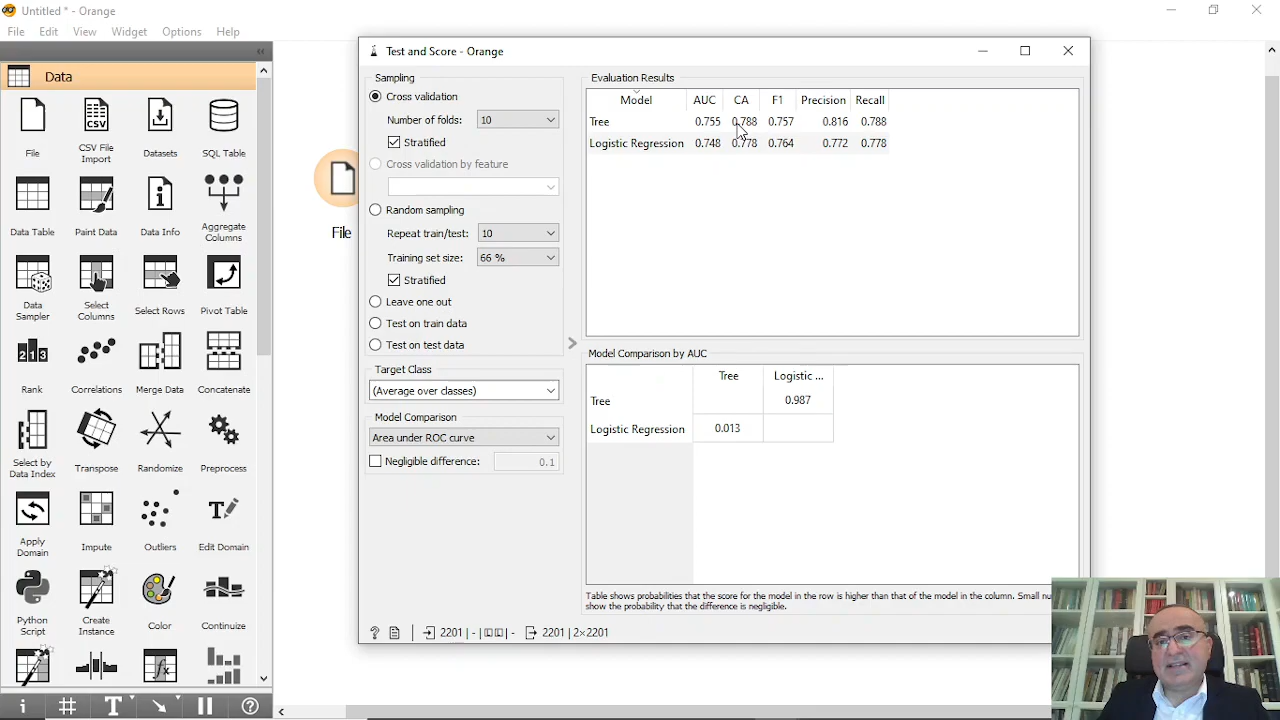 Untitled * - Orange
File Edit View Widget Options Help
Data
File
CSV File Import
Datasets
SQL Table
Data Table
Paint Data
Data Info
Aggregate Columns
Data Sampler
Select Columns
Select Rows
Pivot Table
Rank
Correlations
Merge Data
Concatenate
Select by Data Index
Transpose
Randomize
Preprocess
Apply Domain
Impute
Outliers
Edit Domain
Python Script
Create Instance
Color
Continuize
File
Test and Score - Orange
Sampling
Cross validation
Number of folds: 10
Stratified
Cross validation by feature
Random sampling
Repeat train/test: 10
Training set size: 66 %
Stratified
Leave one out
Test on train data
Test on test data
Target Class
(Average over classes)
Model Comparison
Area under ROC curve
Negligible difference: 0.1
Evaluation Results
Model AUC CA F1 Precision Recall
Tree 0.755 0.788 0.757 0.816 0.788
Logistic Regression 0.748 0.778 0.764 0.772 0.778
Model Comparison by AUC
Tree Logistic ...
Tree 0.987
Logistic Regression 0.013
Table shows probabilities that the score for the model in the row is higher than that of the model in the column. Small
show the probability that the difference is negligible.
2201 | - | - 2201 | 2×2201